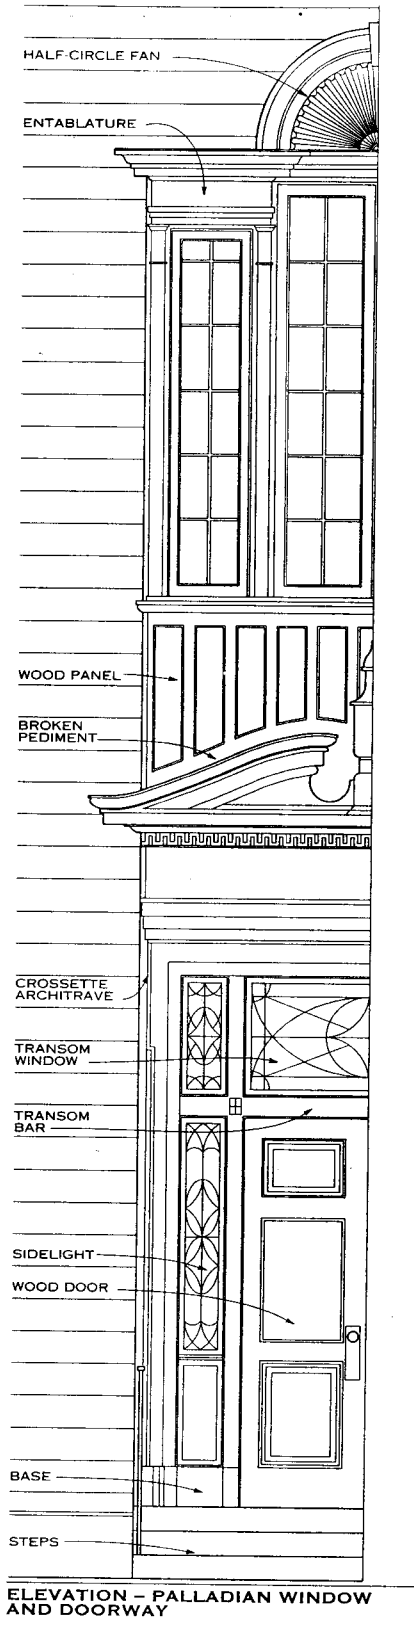 HALF-CIRCLE FAN
ENTABLATURE
WOOD PANEL
BROKEN
PEDIMENT
CROSSETTE
ARCHITRAVE
TRANSOM
WINDOW
TRANSOM
BAR
SIDELIGHT
WOOD DOOR
BASE
STEPS
ELEVATION – PALLADIAN WINDOW
AND DOORWAY